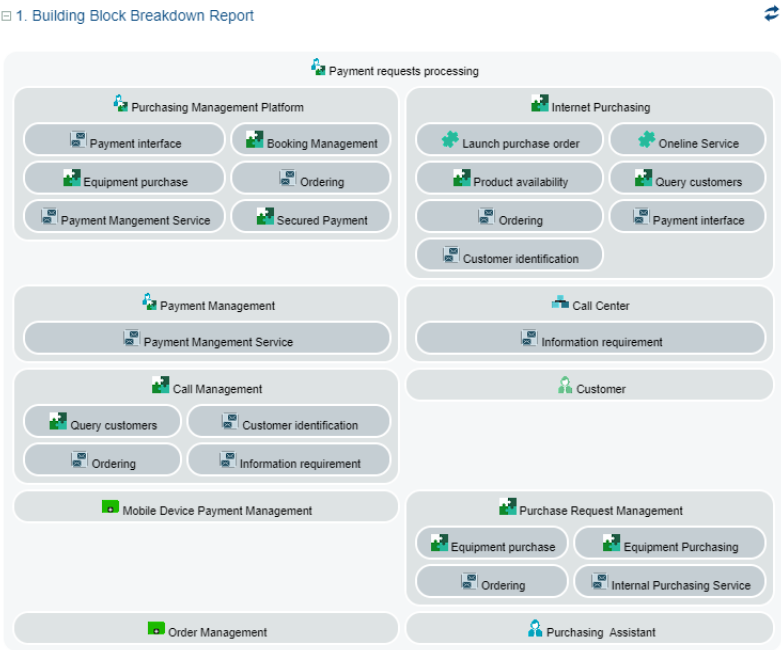 1. Building Block Breakdown Report
Payment requests processing
Purchasing Management Platform
Payment interface
Booking Management
Equipment purchase
Ordering
Payment Mangement Service
Secured Payment
Internet Purchasing
Launch purchase order
Oneline Service
Product availability
Query customers
Ordering
Payment interface
Customer identification
Payment Management
Payment Mangement Service
Call Center
Information requirement
Call Management
Query customers
Customer identification
Ordering
Information requirement
Customer
Mobile Device Payment Management
Purchase Request Management
Equipment purchase
Equipment Purchasing
Ordering
Internal Purchasing Service
Order Management
Purchasing Assistant